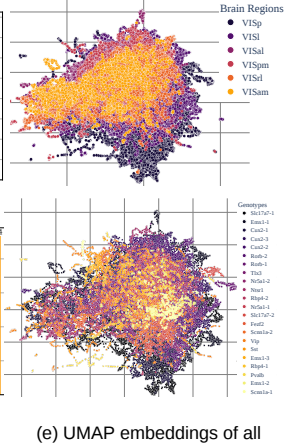 Brain Regions
VISp
VISl
VISal
VISpm
VISrl
VISam
Genotypes
Slc17a7-1
Emx1-1
Cux2-1
Cux2-3
Cux2-2
Rorb-2
Rorb-1
Tlx3
Nr5a1-2
Ntsr1
Rbp4-2
Nr5a1-1
Slc17a7-2
Fezf2
Scnn1a-2
Vip
Sst
Emx1-3
Rbp4-1
Pvalb
Emx1-2
Scnn1a-1
(e) UMAP embeddings of all